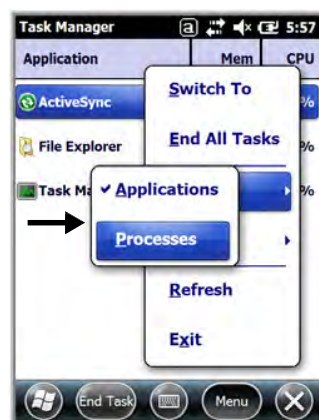 Task Manager a 5:57
Application Mem CPU
ActiveSync %
File Explorer %
Task Ma %
Switch To
End All Tasks
Applications
Processes
Refresh
Exit
End Task Menu